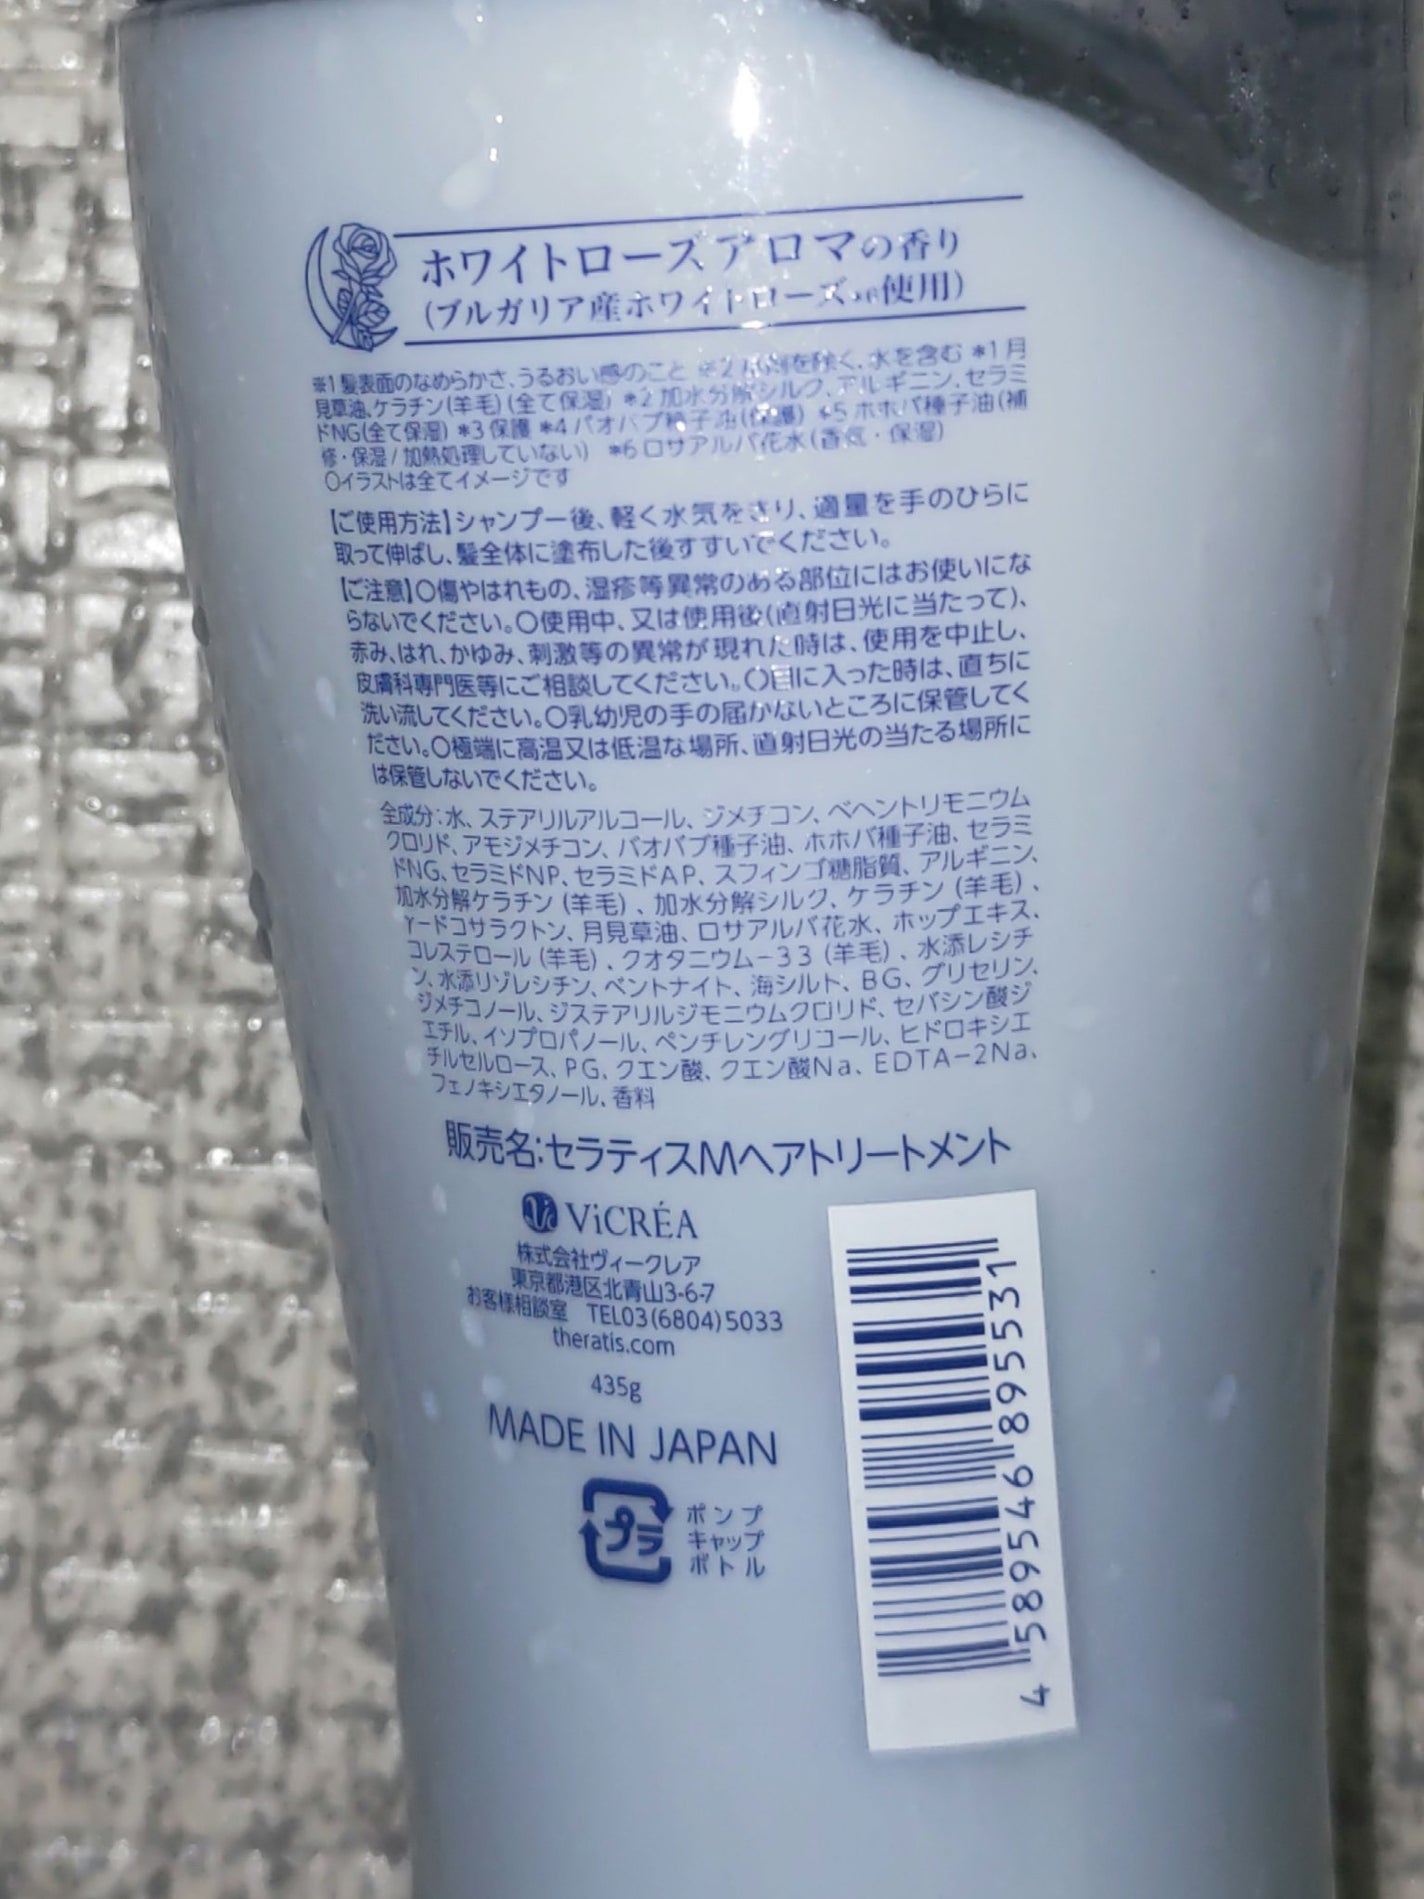 ホワイトローズアロマの香り
(ブルガリア産ホワイトローズ*6使用)
※1髪表面のなめらかさ、うるおい感のこと ※2 を除く、水を含む *1月
見草油、ケラチン(羊毛)(全て保湿) *2加水分解シルク、アルギニン、セラミ
ドNG(全て保湿) *3保護 *4バオバブ種子油(保護) *5ホホバ種子油(補
修・保湿/加熱処理していない) *6ロサアルバ花水(香気・保湿)
○イラストは全てイメージです
【ご使用方法】シャンプー後、軽く水気をきり、適量を手のひらに
取って伸ばし、髪全体に塗布した後すすいでください。
【ご注意】○傷やはれもの、湿疹等異常のある部位にはお使いにな
らないでください。○使用中、又は使用後(直射日光に当たって)、
赤み、はれ、かゆみ、刺激等の異常が現れた時は、使用を中止し、
皮膚科専門医等にご相談してください。○目に入った時は、直ちに
洗い流してください。○乳幼児の手の届かないところに保管してく
ださい。○極端に高温又は低温な場所、直射日光の当たる場所に
は保管しないでください。
全成分:水、ステアリルアルコール、ジメチコン、ベヘントリモニウム
クロリド、アモジメチコン、バオバブ種子油、ホホバ種子油、セラミ
ドNG、セラミドNP、セラミドAP、スフィンゴ糖脂質、アルギニン、
加水分解ケラチン(羊毛)、加水分解シルク、ケラチン(羊毛)、
γ-ドコサラクトン、月見草油、ロサアルバ花水、ホップエキス、
コレステロール(羊毛)、クオタニウム-33(羊毛)、水添レシチ
ン、水添リゾレシチン、ベントナイト、海シルト、BG、グリセリン、
ジメチコノール、ジステアリルジモニウムクロリド、セバシン酸ジ
エチル、イソプロパノール、ペンチレングリコール、ヒドロキシエ
チルセルロース、PG、クエン酸、クエン酸Na、EDTA-2Na、
フェノキシエタノール、香料
販売名:セラティスMヘアトリートメント
Vi ViCRÉA
株式会社ヴィークレア
東京都港区北青山3-6-7
お客様相談室 TEL03(6804)5033
theratis.com
435g
MADE IN JAPAN
プラ
ポンプ
キャップ
ボトル
4 589546 895531